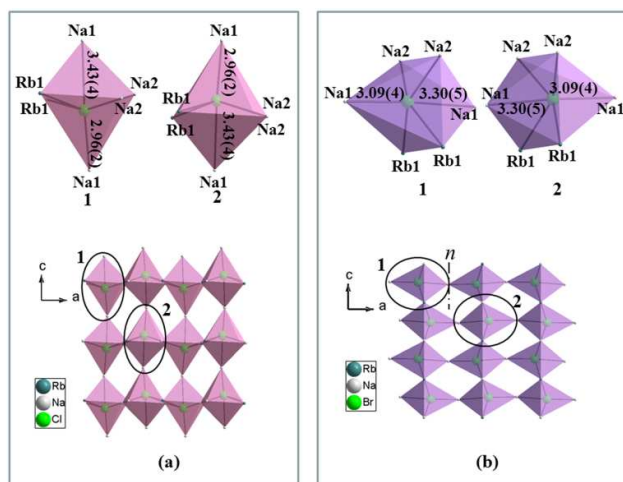 Na1
3.43(4)
Rb1
Rb1
Na2
Na2
2.96(2)
Na1
1
Na1
2.96(2)
Rb1
Rb1
Na2
Na2
3.43(4)
Na1
2
c
a
1
2
Rb
Na
Cl
(a)
Na2
Na2
Na1
3.09(4)
3.30(5)
Na1
Rb1
Rb1
1
Na2
Na2
3.09(4)
Na1
Na1
3.30(5)
Rb1
Rb1
2
1
n
c
a
2
Rb
Na
Br
(b)